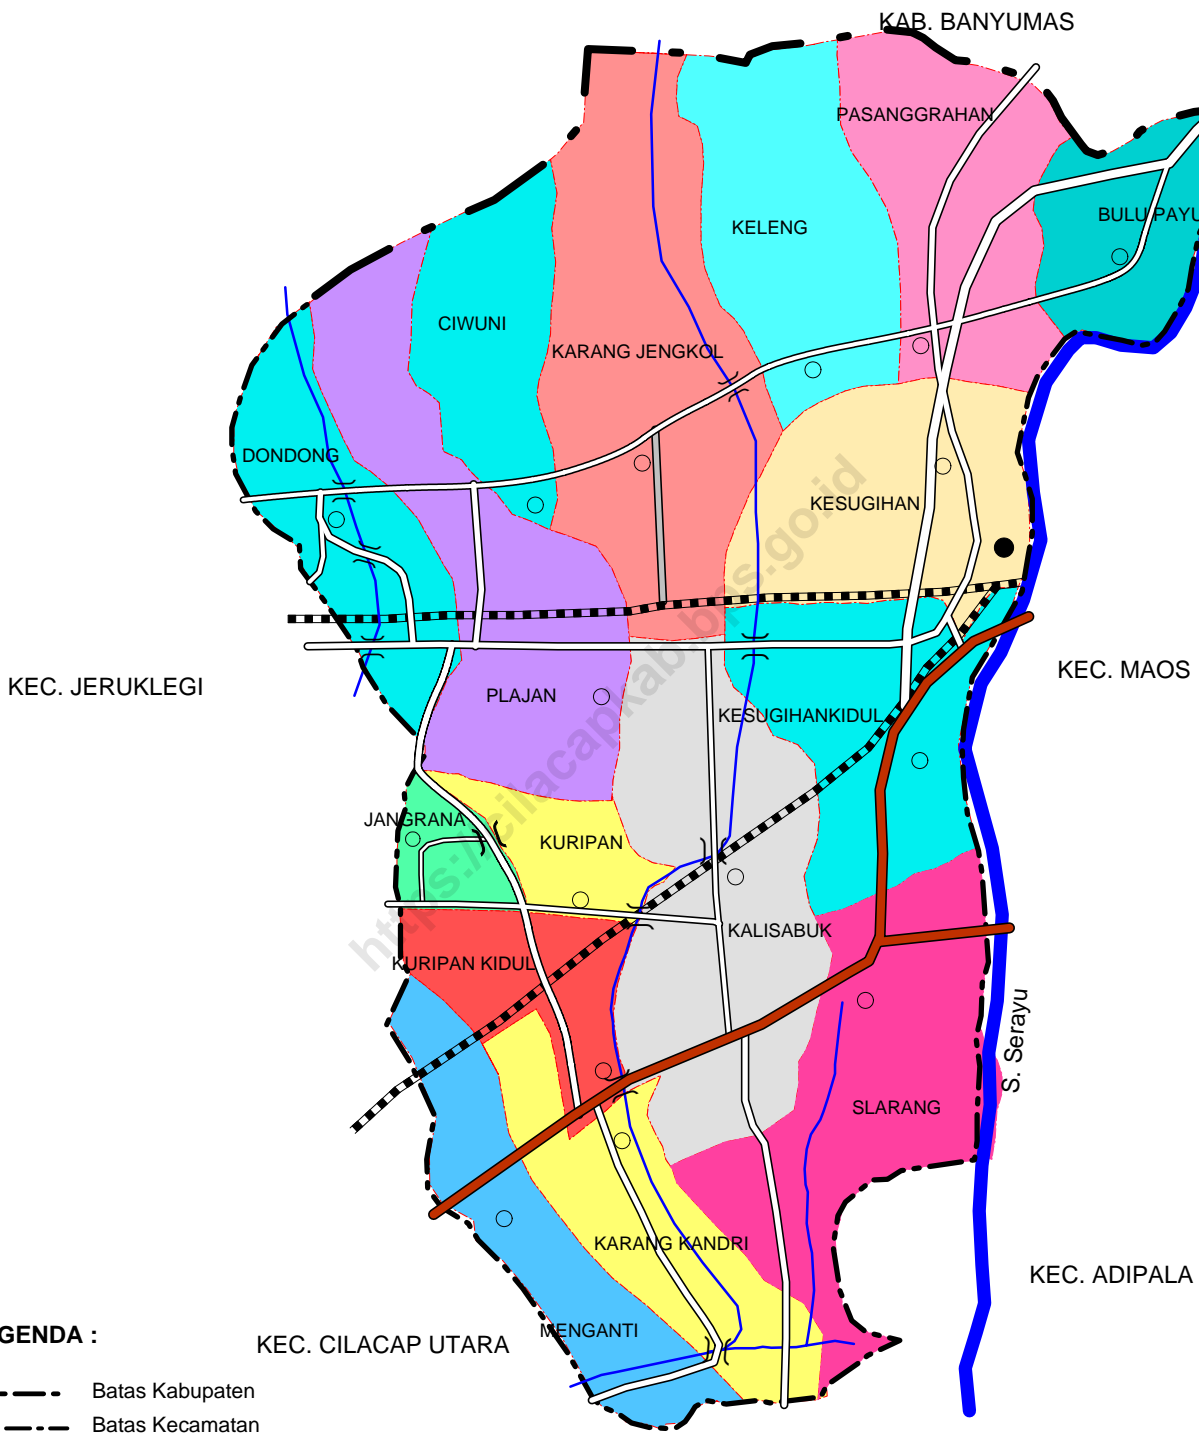 KAB. BANYUMAS
PASANGGRAHAN
BULU PAYU
KELENG
CIWUNI
KARANG JENGKOL
DONDONG
KESUGIHAN
KEC. MAOS
KEC. JERUKLEGI
PLAJAN
KESUGIHANKIDUL
JANGRANA
KURIPAN
KALISABUK
KURIPAN KIDUL
S. Serayu
SLARANG
KARANG KANDRI
KEC. ADIPALA
MENGANTI
KEC. CILACAP UTARA
GENDA :
Batas Kabupaten
Batas Kecamatan
https://cilacapkab.bps.go.id